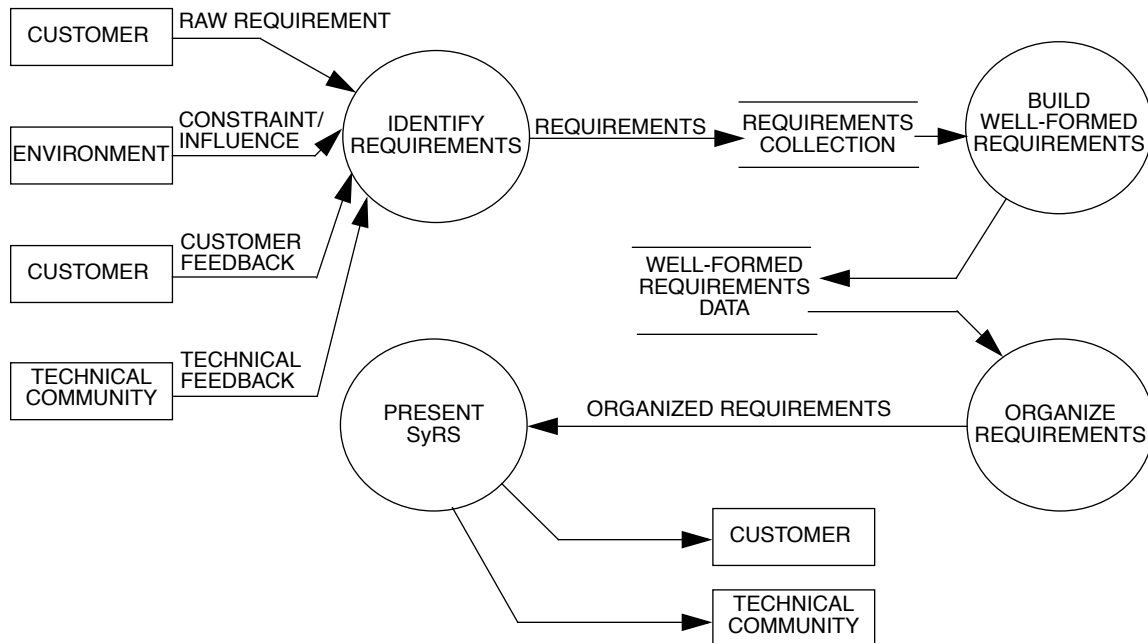 CUSTOMER
RAW REQUIREMENT
ENVIRONMENT
CONSTRAINT/
INFLUENCE
CUSTOMER
CUSTOMER
FEEDBACK
TECHNICAL
COMMUNITY
TECHNICAL
FEEDBACK
IDENTIFY
REQUIREMENTS
REQUIREMENTS
REQUIREMENTS
COLLECTION
BUILD
WELL-FORMED
REQUIREMENTS
WELL-FORMED
REQUIREMENTS
DATA
ORGANIZE
REQUIREMENTS
ORGANIZED REQUIREMENTS
PRESENT
SyRS
CUSTOMER
TECHNICAL
COMMUNITY